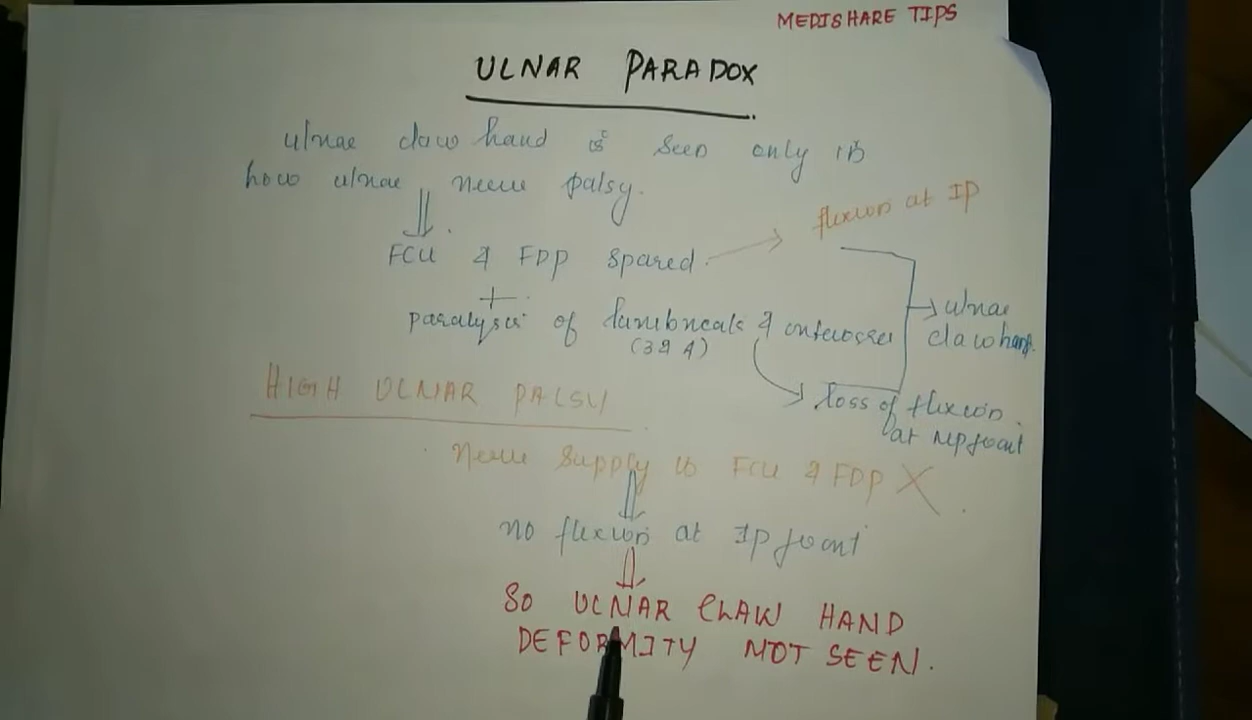 MEDISHARE TIPS
ULNAR PARADOX
ulnar claw hand is seen only in
low ulnar nerve palsy.
FCU & FDP spared.
flexion at IP
+
paralysis of lumbricals & interossei
(3 & 4)
ulnar
claw hand.
loss of flexion
at mp joint
HIGH ULNAR PALSY
Nerve supply to FCU & FDP X
no flexion at Ip joint
So ULNAR CLAW HAND
DEFORMITY NOT SEEN.